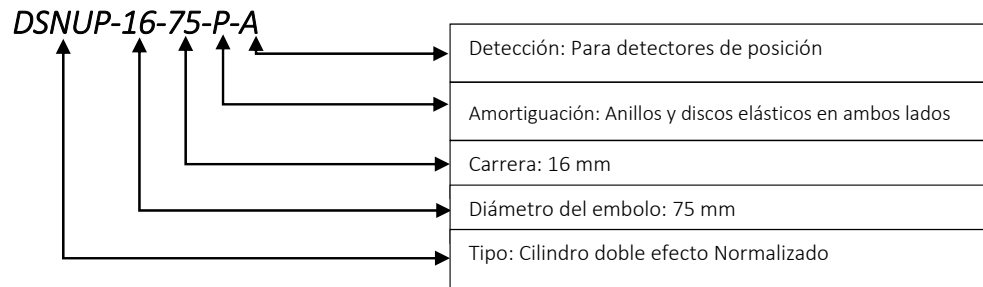 DSNUP-16-75-P-A
Detección: Para detectores de posición
Amortiguación: Anillos y discos elásticos en ambos lados
Carrera: 16 mm
Diámetro del embolo: 75 mm
Tipo: Cilindro doble efecto Normalizado